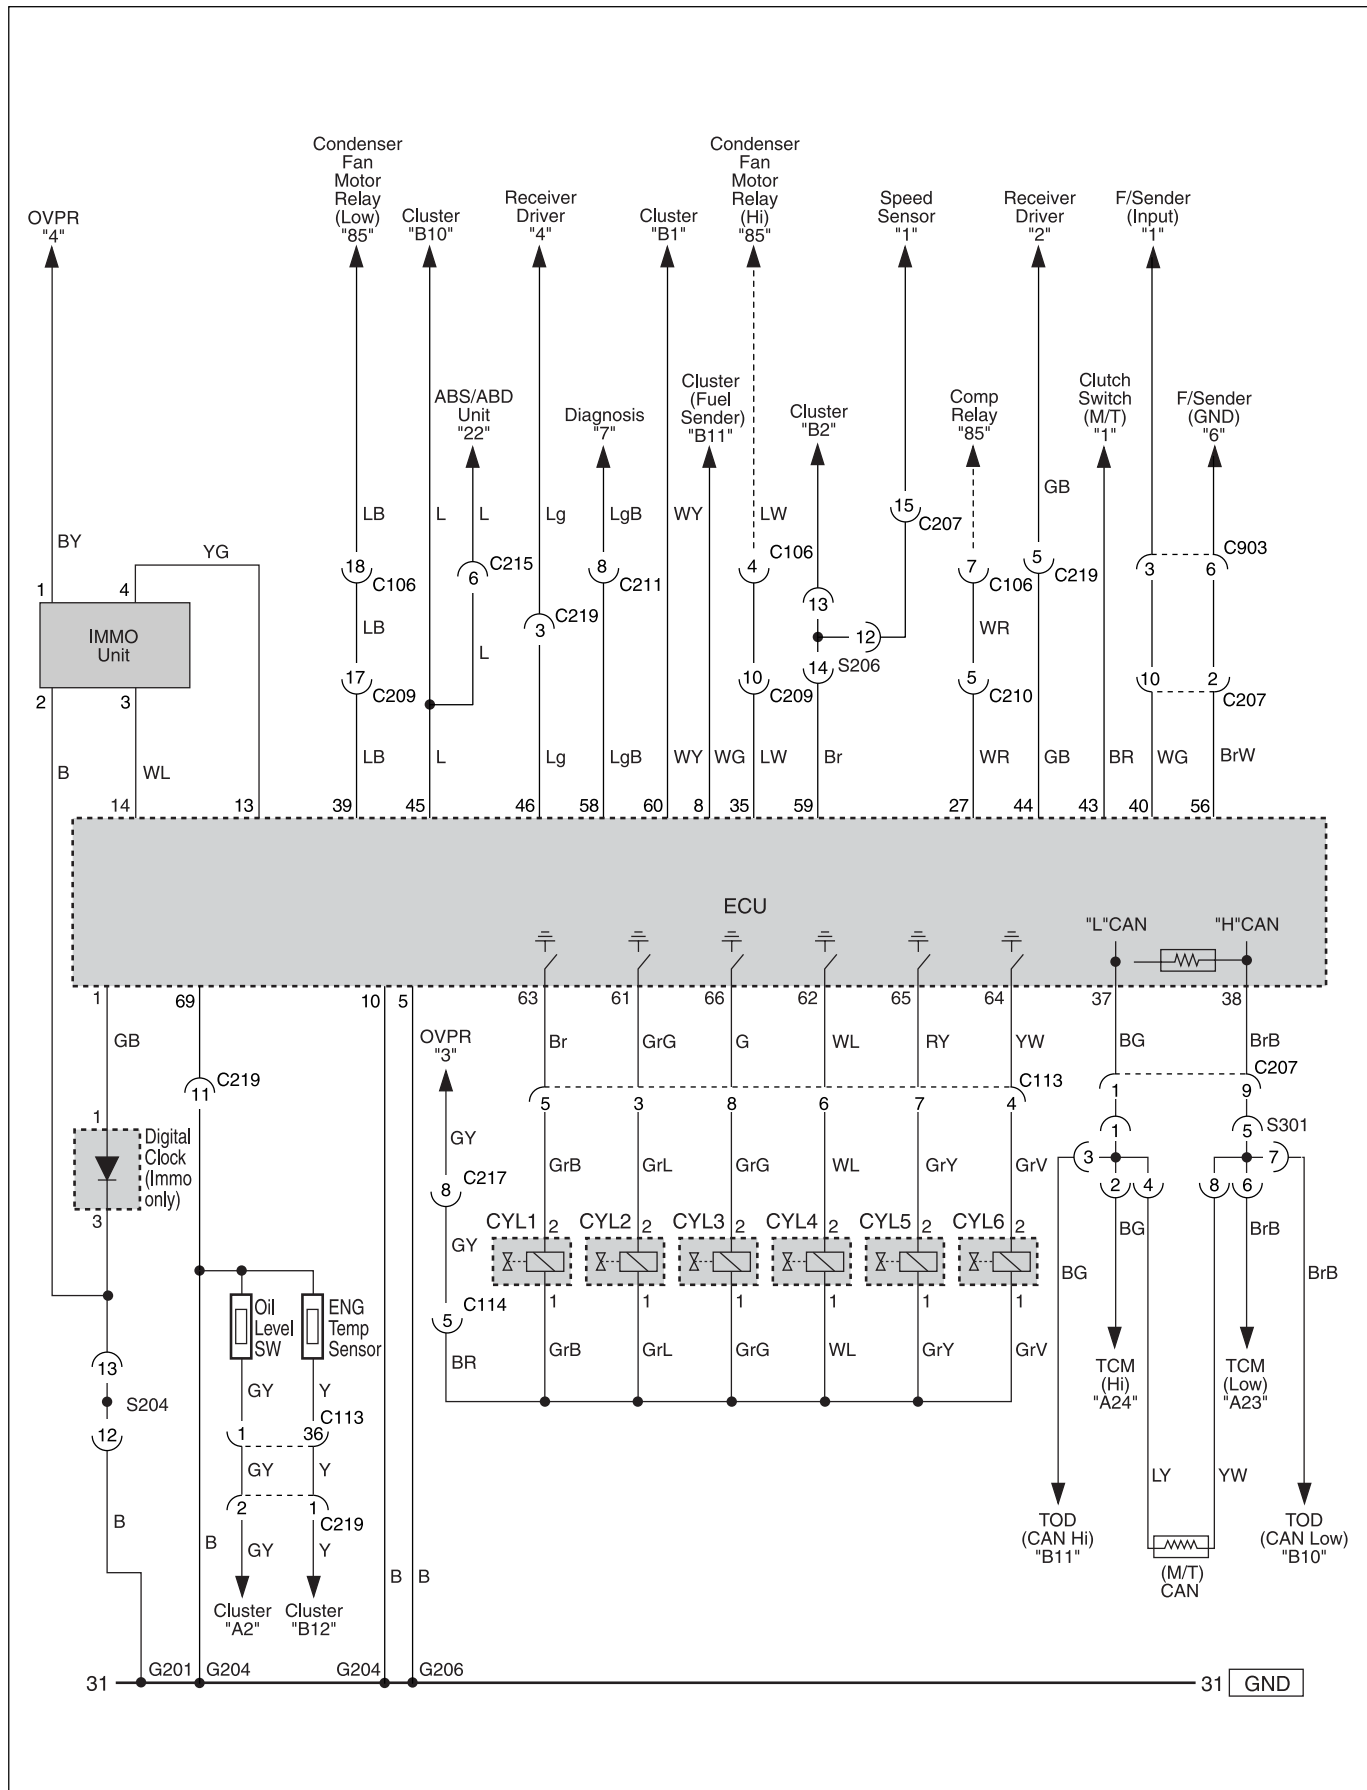 Condenser
Fan
Motor
Relay
(Low)
"85"
Condenser
Fan
Motor
Relay
(Hi)
"85"
OVPR
"4"
Cluster
"B10"
Receiver
Driver
"4"
Cluster
"B1"
Speed
Sensor
"1"
Receiver
Driver
"2"
F/Sender
(Input)
"1"
ABS/ABD
Unit
"22"
Diagnosis
"7"
Cluster
(Fuel
Sender)
"B11"
Cluster
"B2"
Comp
Relay
"85"
Clutch
Switch
(M/T)
"1"
F/Sender
(GND)
"6"
BY
YG
LB
L
L
Lg
LgB
WY
LW
15
C207
GB
1
4
18
C106
6
C215
8
C211
4
C106
7
C106
5
C219
3
6
C903
IMMO
Unit
LB
L
3
C219
13
12
14
S206
WR
2
3
17
C209
10
C209
5
C210
10
2
C207
B
WL
LB
L
Lg
LgB
WY
WG
LW
Br
WR
GB
BR
WG
BrW
14
13
39
45
46
58
60
8
35
59
27
44
43
40
56
ECU
"L"CAN
"H"CAN
1
69
10
5
63
61
66
62
65
64
37
38
GB
OVPR
"3"
Br
GrG
G
WL
RY
YW
BG
BrB
11
C219
5
3
8
6
7
4
C113
1
9
C207
1
Digital
Clock
(Immo
only)
3
GY
8
C217
GY
5
C114
BR
GrB
GrL
GrG
WL
GrY
GrV
1
5
S301
3
2
4
8
6
7
CYL1
2
CYL2
2
CYL3
2
CYL4
2
CYL5
2
CYL6
2
BG
BrB
BG
BrB
1
1
1
1
1
1
GrB
GrL
GrG
WL
GrY
GrV
Oil
Level
SW
ENG
Temp
Sensor
13
S204
12
GY
Y
1
36
C113
GY
Y
2
1
C219
TCM
(Hi)
"A24"
TCM
(Low)
"A23"
LY
YW
B
B
GY
Y
B
B
TOD
(CAN Hi)
"B11"
(M/T)
CAN
TOD
(CAN Low)
"B10"
Cluster
"A2"
Cluster
"B12"
31
G201
G204
G204
G206
31
GND